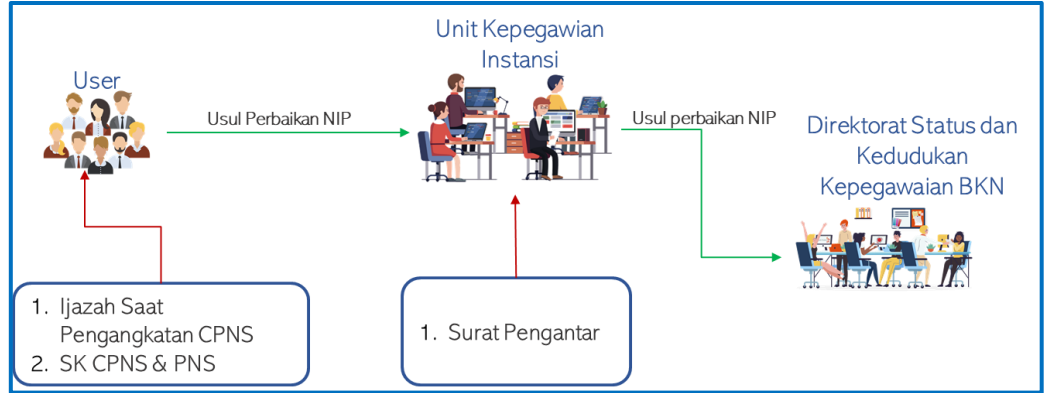 User
Unit Kepegawian
Instansi
Usul Perbaikan NIP
Usul perbaikan NIP
Direktorat Status dan
Kedudukan
Kepegawaian BKN
1. Ijazah Saat
Pengangkatan CPNS
2. SK CPNS & PNS
1. Surat Pengantar